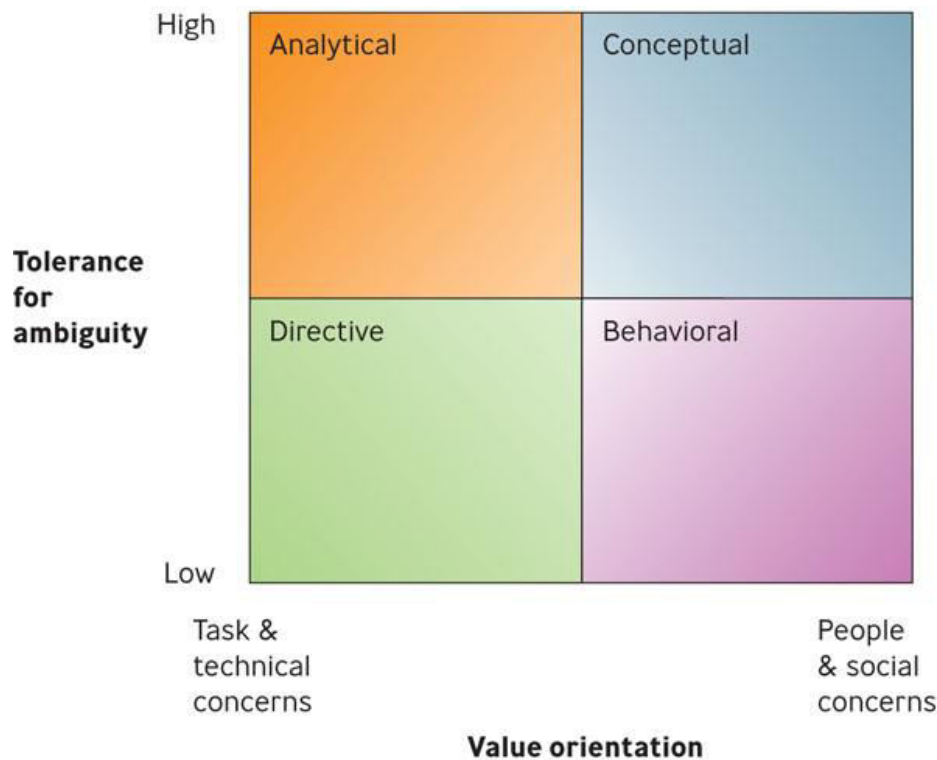 High
Analytical
Conceptual
Tolerance
for
ambiguity
Directive
Behavioral
Low
Task &
technical
concerns
People
& social
concerns
Value orientation